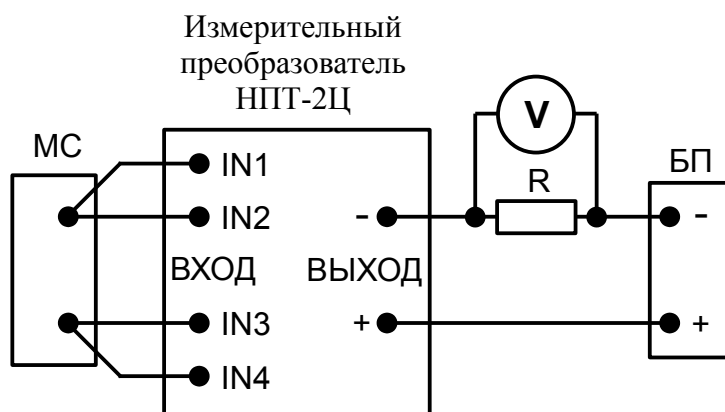 Измерительный
преобразователь
НПТ-2Ц
МС
IN1
IN2
ВХОД
IN3
IN4
-
ВЫХОД
+
V
R
БП
-
+